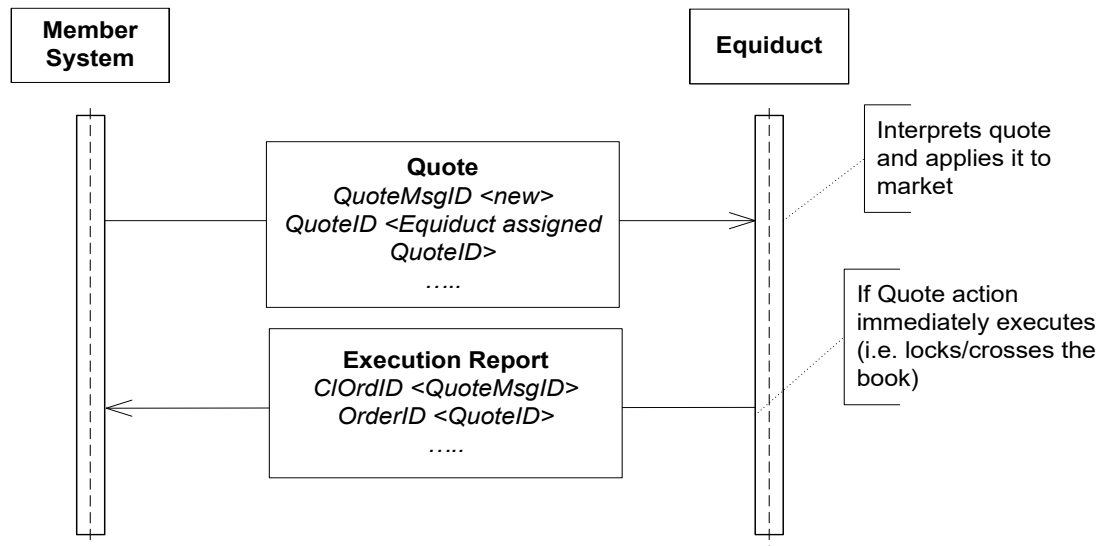 Member
System
Equiduct
Interprets quote
and applies it to
market
Quote
QuoteMsgID <new>
QuoteID <Equiduct assigned
QuoteID>
…..
If Quote action
immediately executes
(i.e. locks/crosses the
book)
Execution Report
ClOrdID <QuoteMsgID>
OrderID <QuoteID>
…..